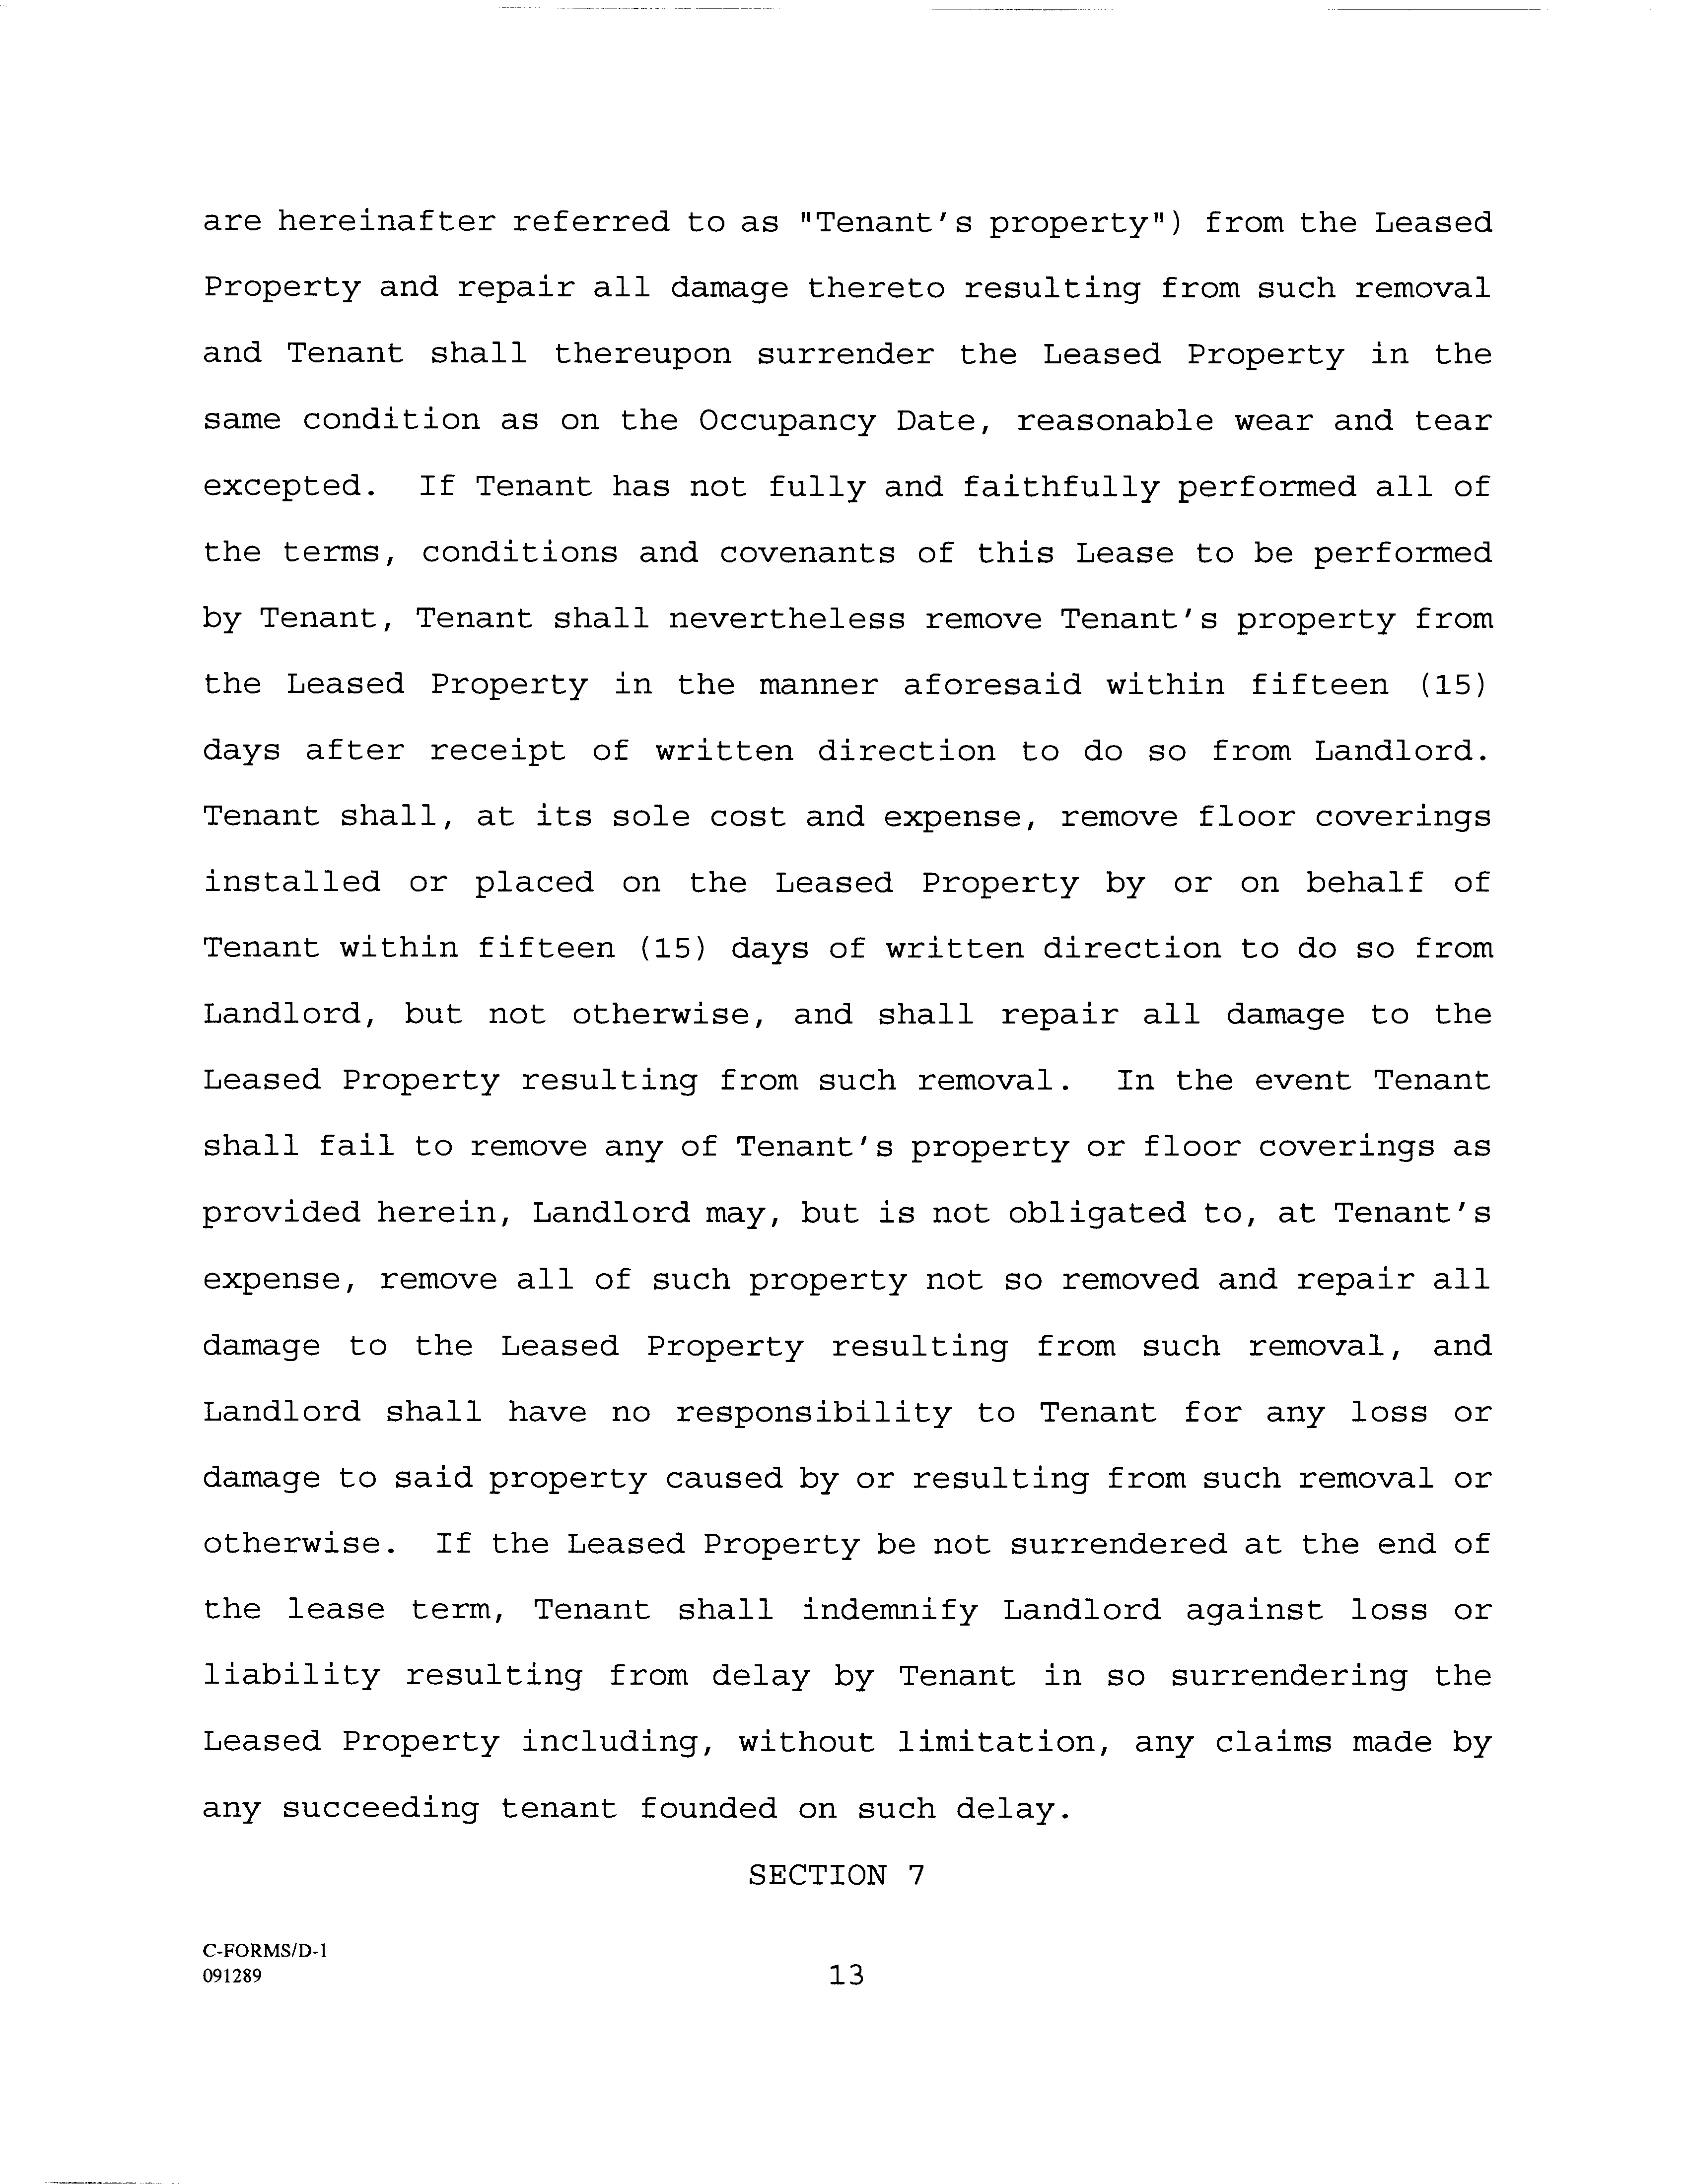 are hereinafter referred to as "Tenant's property") from the Leased
Property and repair all damage thereto resulting from such removal
and Tenant shall thereupon surrender the Leased Property in the
same condition as on the Occupancy Date, reasonable wear and tear
excepted. If Tenant has not fully and faithfully performed all of
the terms, conditions and covenants of this Lease to be performed
by Tenant, Tenant shall nevertheless remove Tenant's property from
the Leased Property in the manner aforesaid within fifteen (15)
days after receipt of written direction to do so from Landlord.
Tenant shall, at its sole cost and expense, remove floor coverings
installed or placed on the Leased Property by or on behalf of
Tenant within fifteen (15) days of written direction to do so from
Landlord, but not otherwise, and shall repair all damage to the
Leased Property resulting from such removal. In the event Tenant
shall fail to remove any of Tenant's property or floor coverings as
provided herein, Landlord may, but is not obligated to, at Tenant's
expense, remove all of such property not so removed and repair all
damage to the Leased Property resulting from such removal, and
Landlord shall have no responsibility to Tenant for any loss or
damage to said property caused by or resulting from such removal or
otherwise. If the Leased Property be not surrendered at the end of
the lease term, Tenant shall indemnify Landlord against loss or
liability resulting from delay by Tenant in so surrendering the
Leased Property including, without limitation, any claims made by
any succeeding tenant founded on such delay.
SECTION 7
C-FORMS/D-1
091289
13